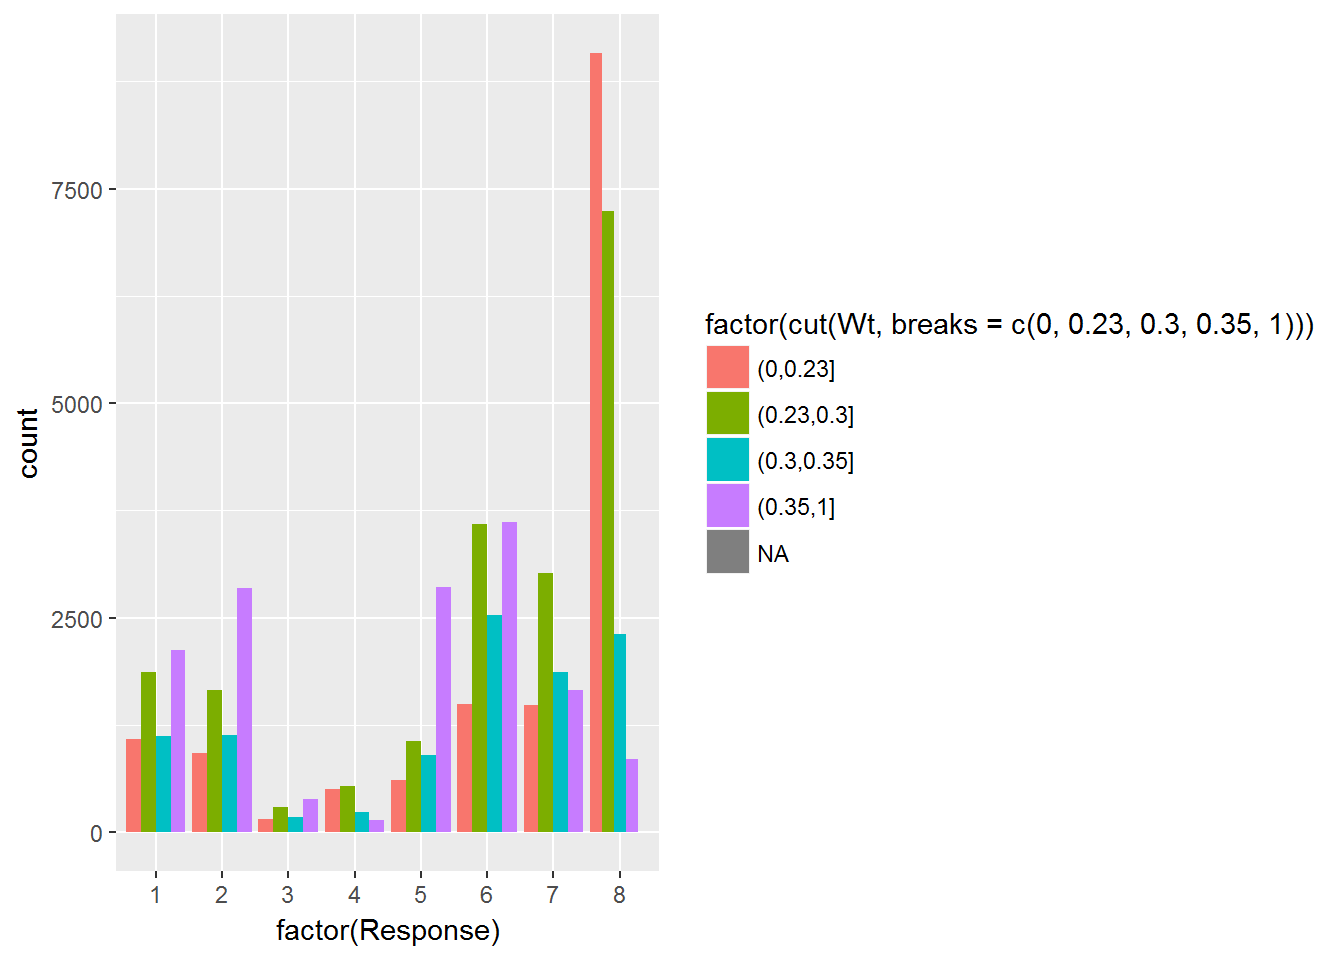 7500
5000
2500
0
count
1 2 3 4 5 6 7 8
factor(Response)
factor(cut(Wt, breaks = c(0, 0.23, 0.3, 0.35, 1)))
(0,0.23]
(0.23,0.3]
(0.3,0.35]
(0.35,1]
NA